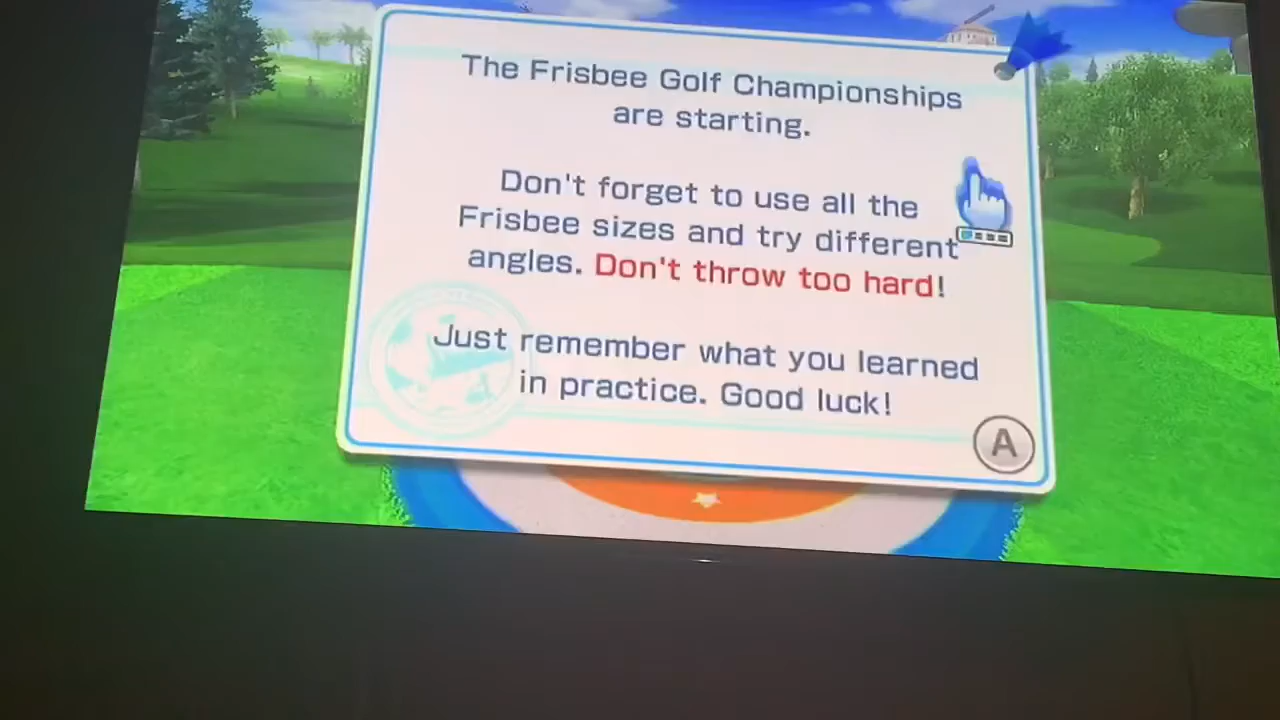 The Frisbee Golf Championships
are starting.
Don't forget to use all the
Frisbee sizes and try different
angles. Don't throw too hard!
Just remember what you learned
in practice. Good luck!
A